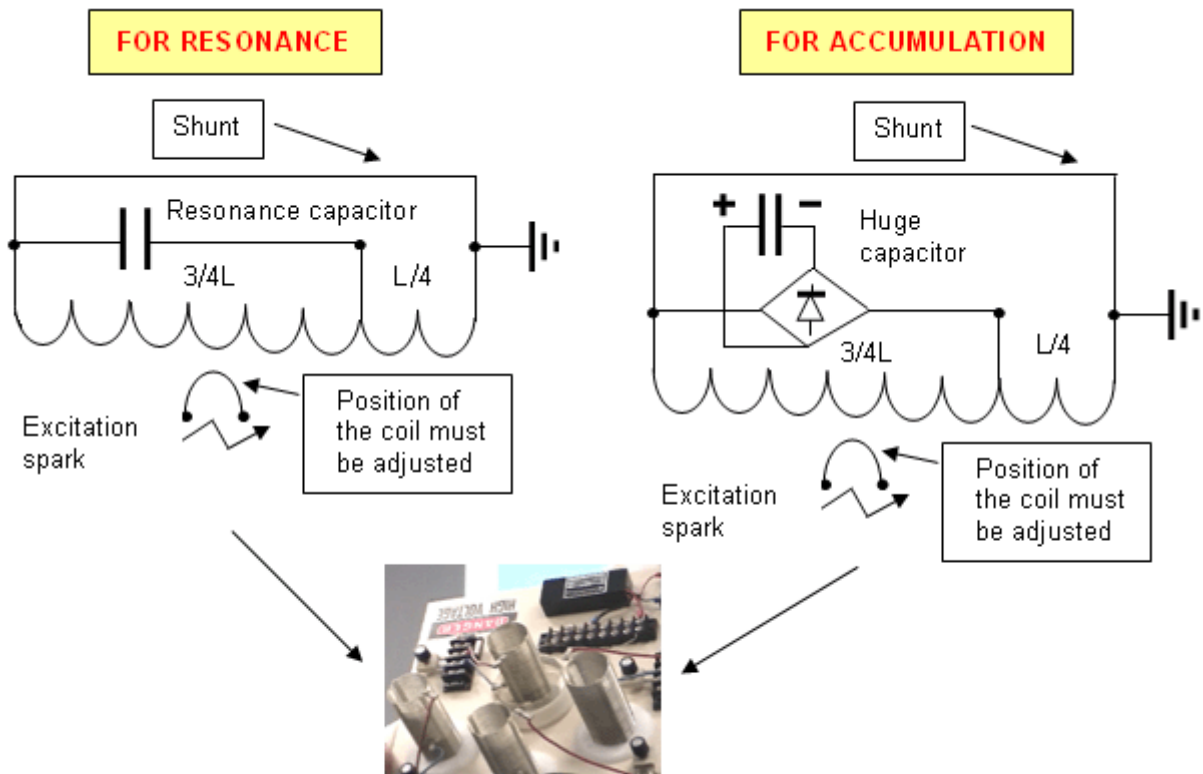 FOR RESONANCE
Shunt
Resonance capacitor
3/4L
L/4
Excitation
spark
Position of
the coil must
be adjusted
FOR ACCUMULATION
Shunt
+
−
Huge
capacitor
3/4L
L/4
Excitation
spark
Position of
the coil must
be adjusted
DANGER
HIGH VOLTAGE